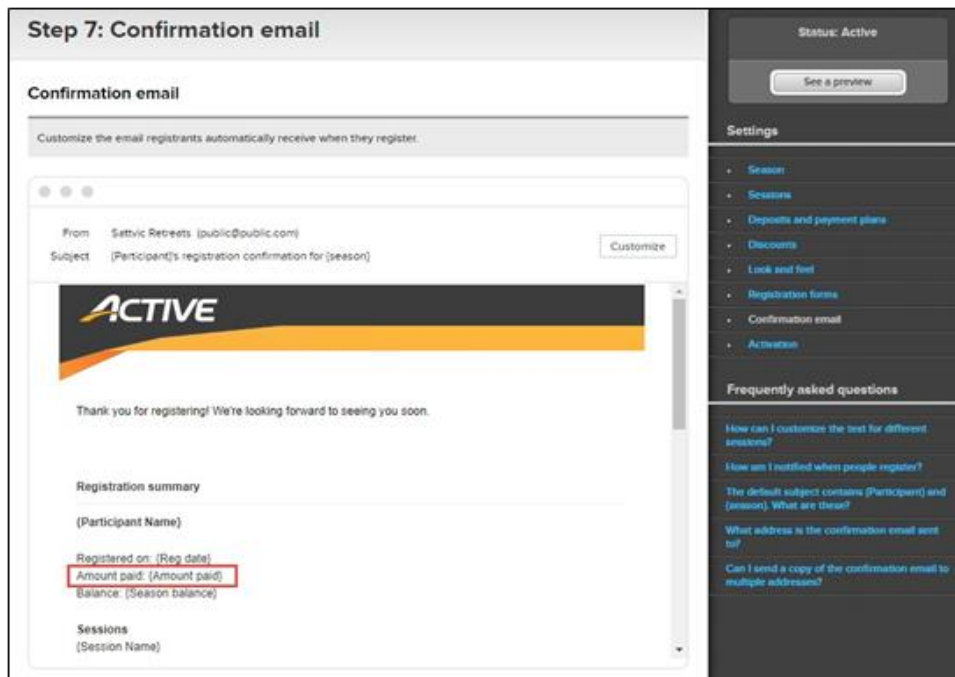 Step 7: Confirmation email
Confirmation email
Customize the email registrants automatically receive when they register.
From Sattvic Retreats (public@public.com)
Subject {Participant}'s registration confirmation for {season}
Customize
ACTIVE
Thank you for registering! We're looking forward to seeing you soon.
Registration summary
{Participant Name}
Registered on: {Reg date}
Amount paid: {Amount paid}
Balance: {Season balance}
Sessions
{Session Name}
Status: Active
See a preview
Settings
Season
Sessions
Deposits and payment plans
Discounts
Look and feel
Registration forms
Confirmation email
Activation
Frequently asked questions
How can I customize the text for different
sessions?
How am I notified when people register?
The default subject contains {Participant} and
{season}. What are these?
What address is the confirmation email sent
to?
Can I send a copy of the confirmation email to
multiple addresses?